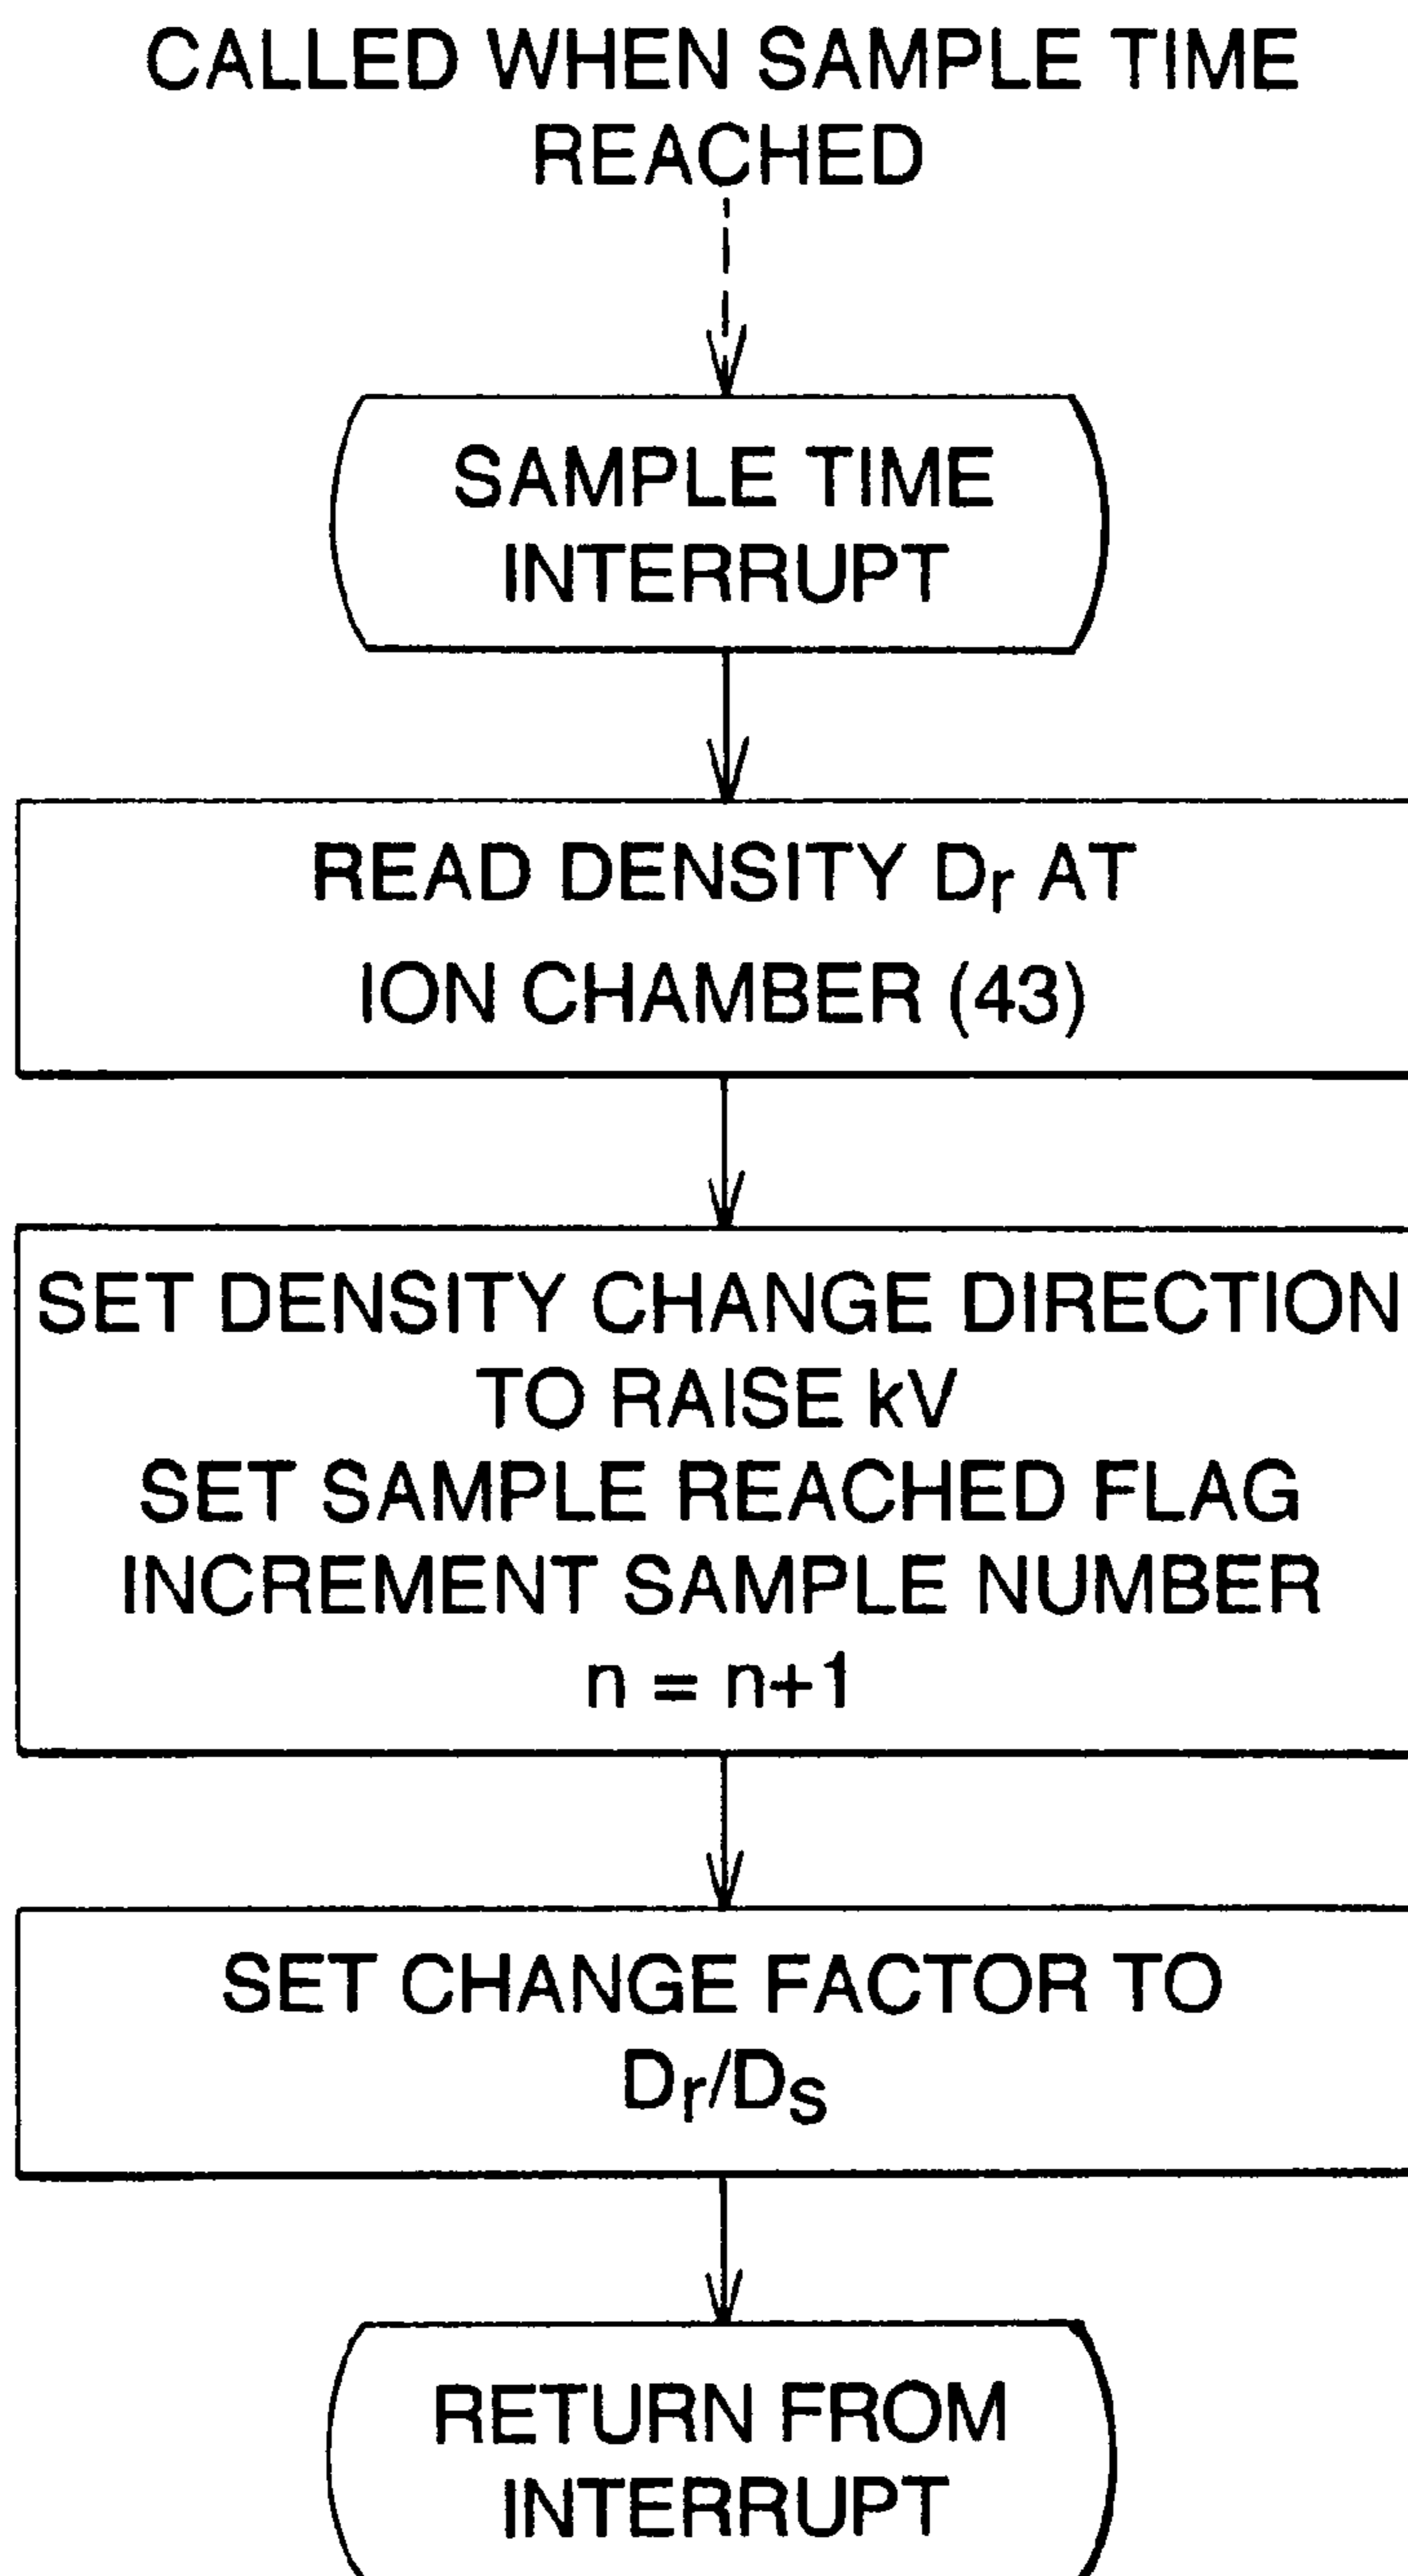 CALLED WHEN SAMPLE TIME
REACHED
SAMPLE TIME
INTERRUPT
READ DENSITY Dr AT
ION CHAMBER (43)
SET DENSITY CHANGE DIRECTION
TO RAISE kV
SET SAMPLE REACHED FLAG
INCREMENT SAMPLE NUMBER
n = n+1
SET CHANGE FACTOR TO
Dr/DS
RETURN FROM
INTERRUPT